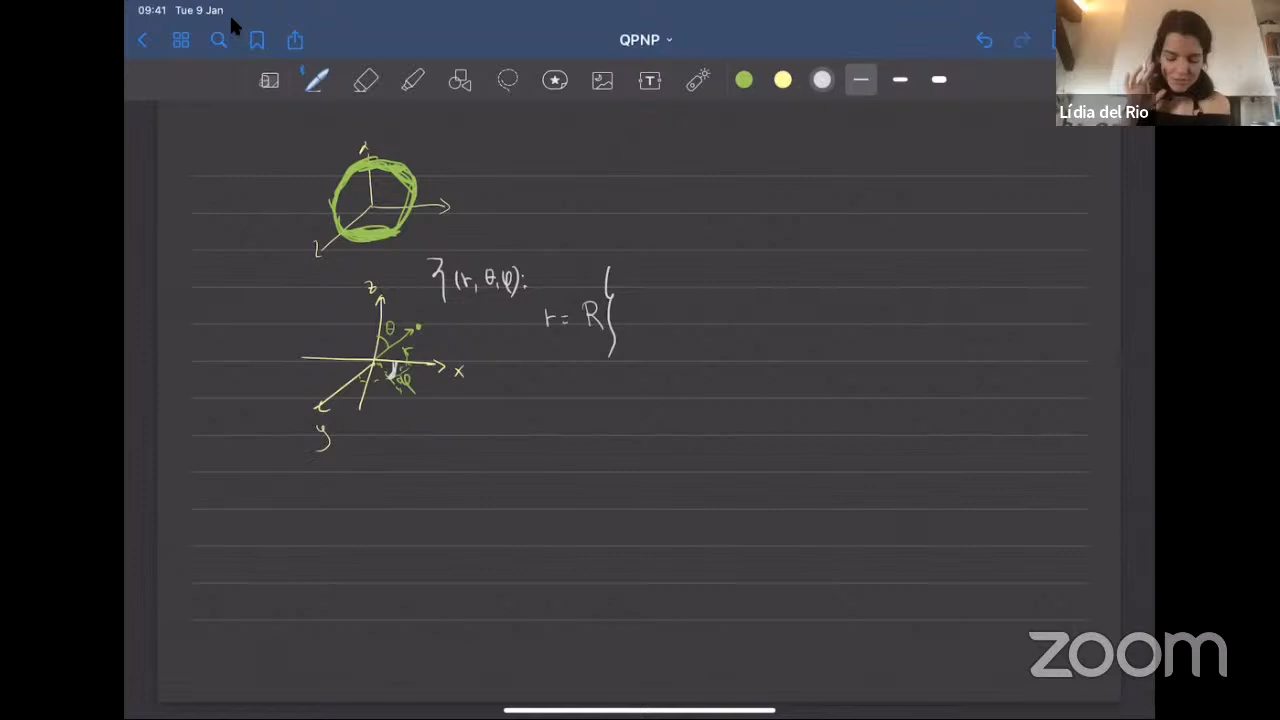 09:41 Tue 9 Jan
QPNP
Lídia del Rio
z
{(r, θ, φ):
r = R}
θ
r
x
φ
y
zoom